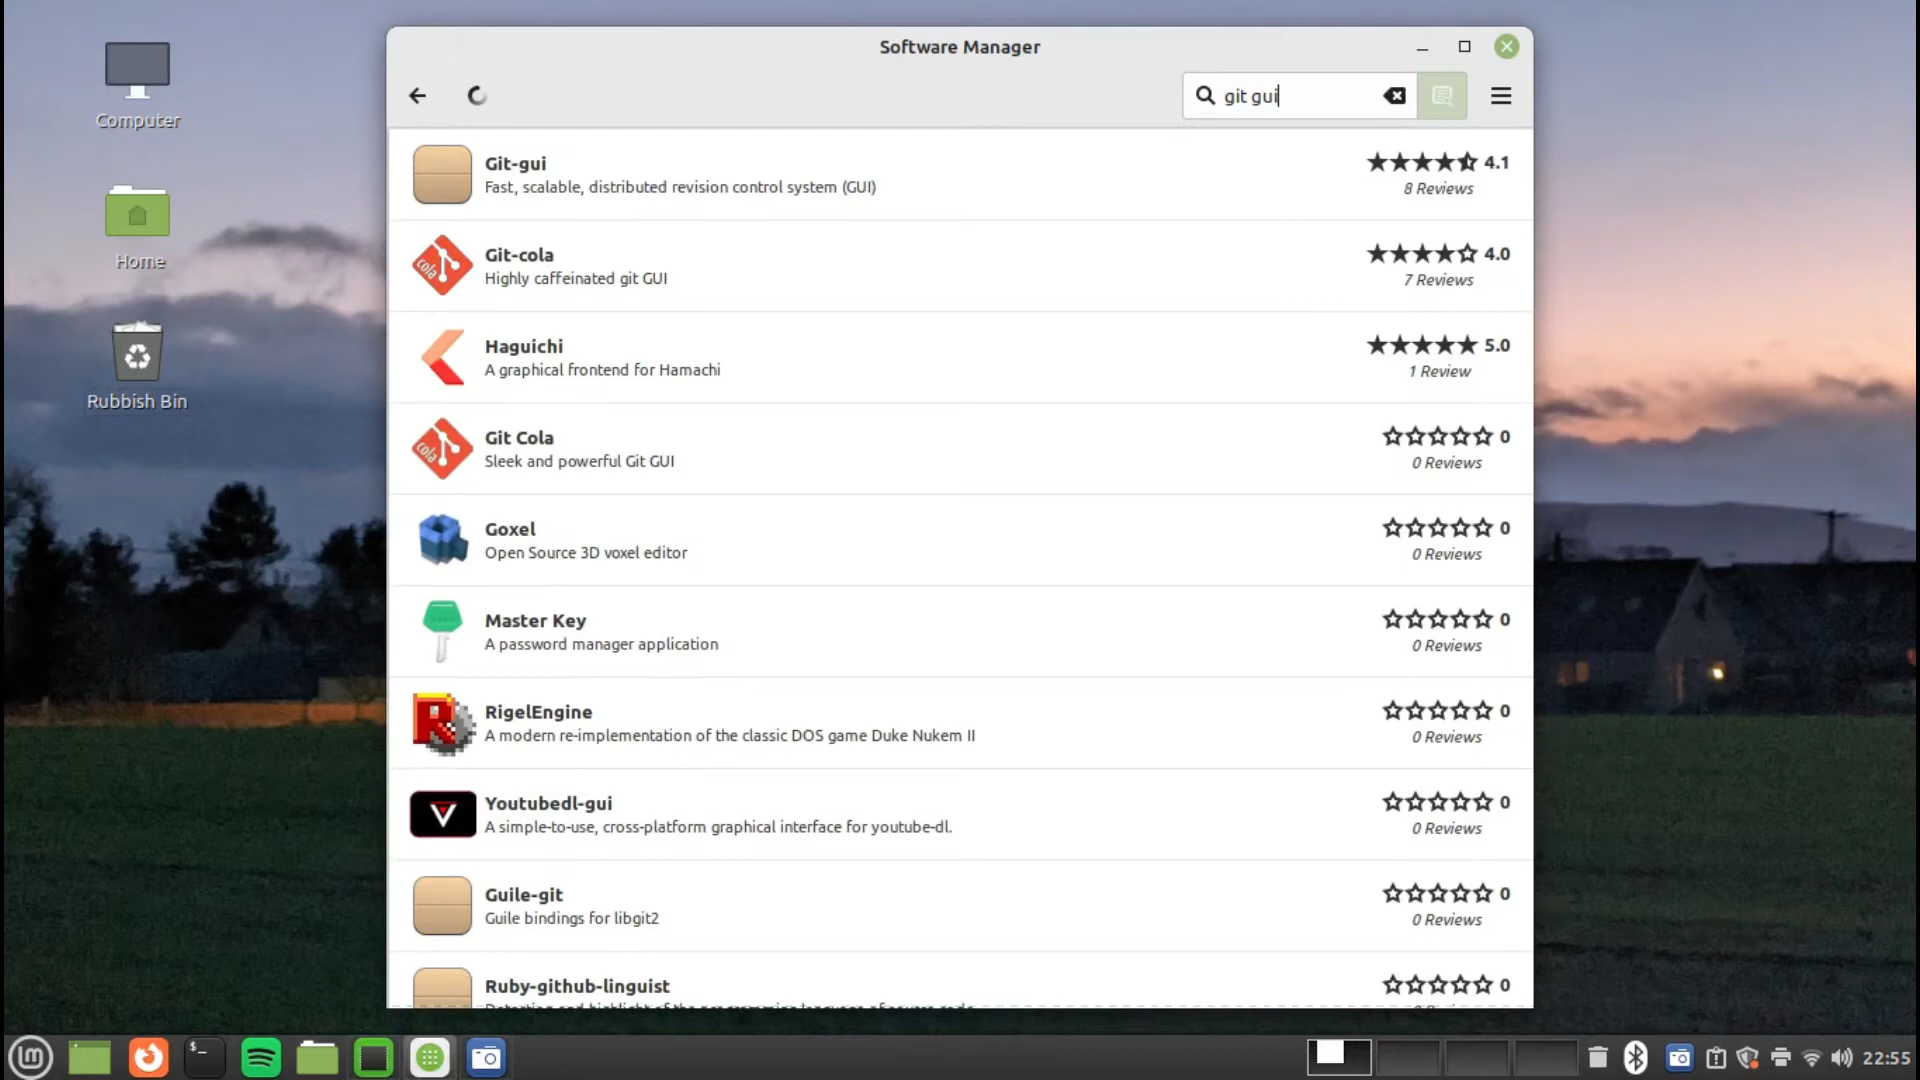 Computer
Home
Rubbish Bin
Software Manager
git gui
Git-gui
Fast, scalable, distributed revision control system (GUI)
4.1
8 Reviews
Git-cola
Highly caffeinated git GUI
4.0
7 Reviews
cola
Haguichi
A graphical frontend for Hamachi
5.0
1 Review
Git Cola
Sleek and powerful Git GUI
0
0 Reviews
cola
Goxel
Open Source 3D voxel editor
0
0 Reviews
Master Key
A password manager application
0
0 Reviews
RigelEngine
A modern re-implementation of the classic DOS game Duke Nukem II
0
0 Reviews
R
Youtubedl-gui
A simple-to-use, cross-platform graphical interface for youtube-dl.
0
0 Reviews
Guile-git
Guile bindings for libgit2
0
0 Reviews
Ruby-github-linguist
0
$_
22:55